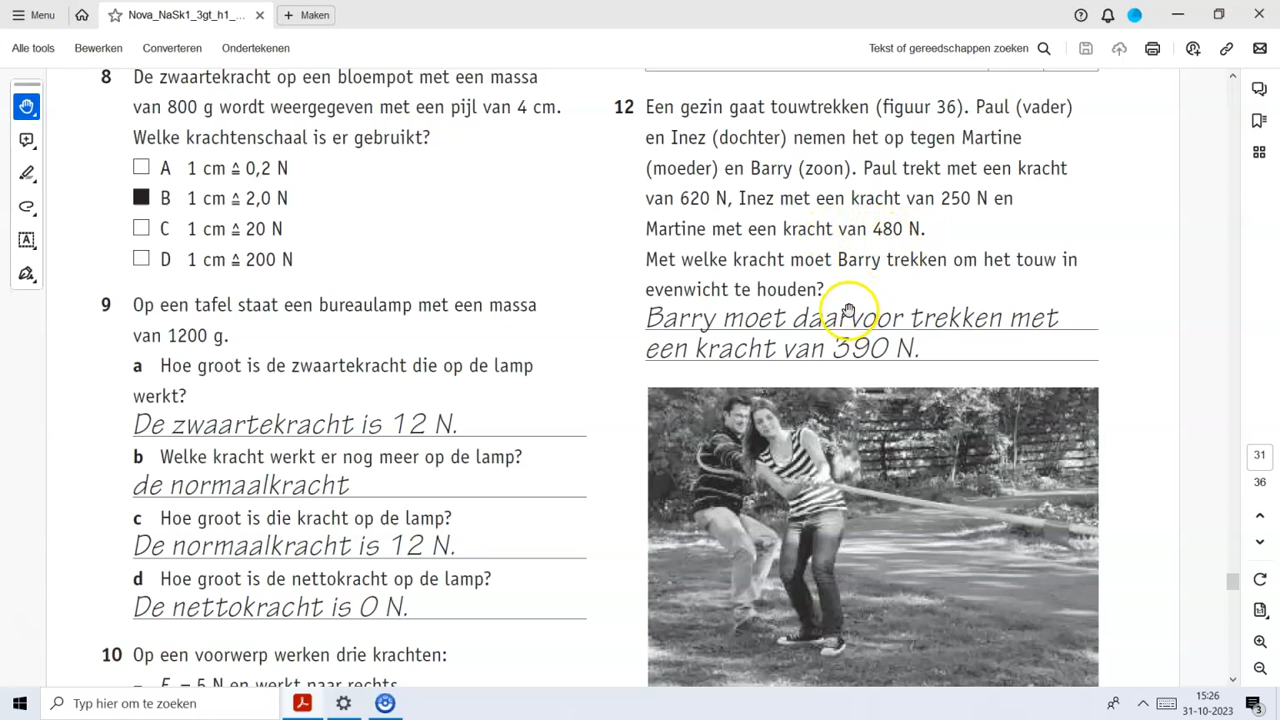 Menu
Nova_NaSk1_3gt_h1_...
Maken
Alle tools
Bewerken
Converteren
Ondertekenen
Tekst of gereedschappen zoeken
8 De zwaartekracht op een bloempot met een massa
van 800 g wordt weergegeven met een pijl van 4 cm.
Welke krachtenschaal is er gebruikt?
A 1 cm ≙ 0,2 N
B 1 cm ≙ 2,0 N
C 1 cm ≙ 20 N
D 1 cm ≙ 200 N
9 Op een tafel staat een bureaulamp met een massa
van 1200 g.
a Hoe groot is de zwaartekracht die op de lamp
werkt?
De zwaartekracht is 12 N.
b Welke kracht werkt er nog meer op de lamp?
de normaalkracht
c Hoe groot is die kracht op de lamp?
De normaalkracht is 12 N.
d Hoe groot is de nettokracht op de lamp?
De nettokracht is 0 N.
10 Op een voorwerp werken drie krachten:
12 Een gezin gaat touwtrekken (figuur 36). Paul (vader)
en Inez (dochter) nemen het op tegen Martine
(moeder) en Barry (zoon). Paul trekt met een kracht
van 620 N, Inez met een kracht van 250 N en
Martine met een kracht van 480 N.
Met welke kracht moet Barry trekken om het touw in
evenwicht te houden?
Barry moet daarvoor trekken met
een kracht van 390 N.
31
36
Typ hier om te zoeken
15:26
31-10-2023
3